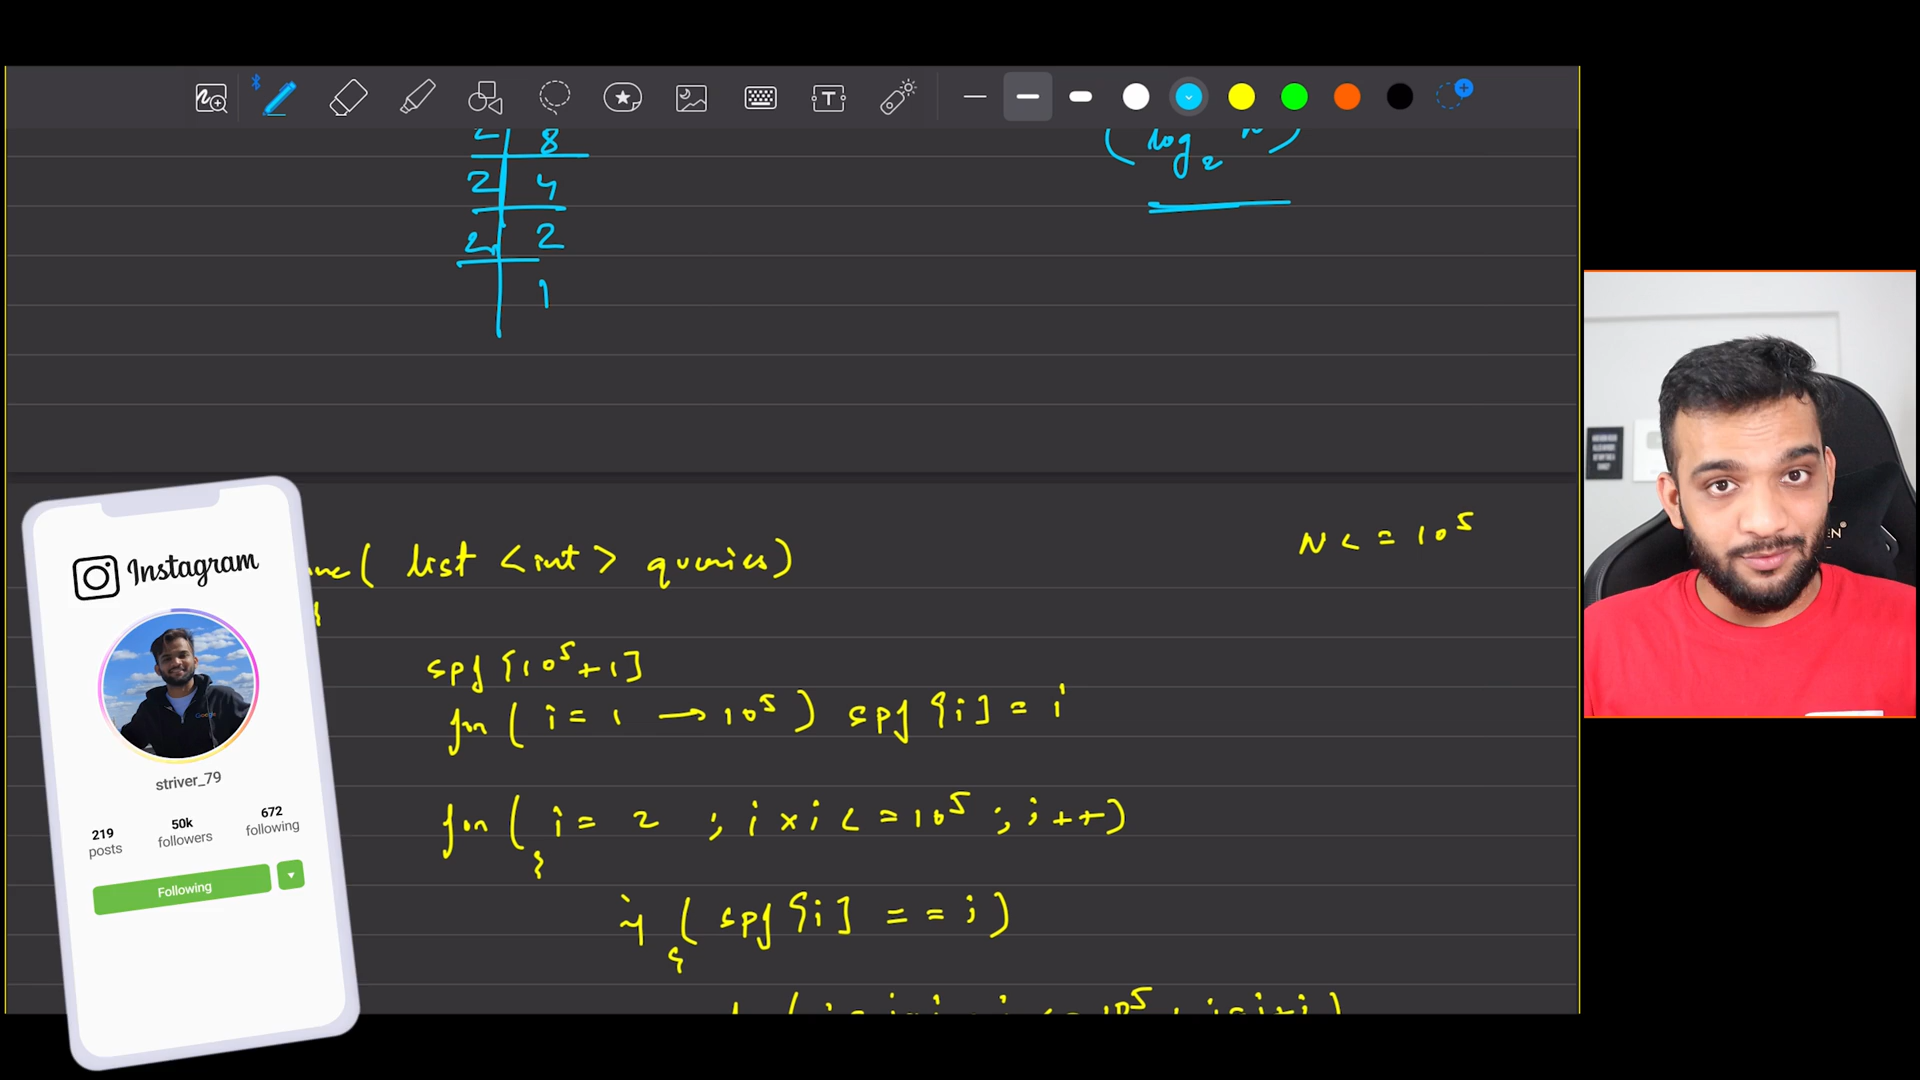 2 | 8
2 | 4
2 | 2
1
( log₂ )
N <= 10⁵
( list <int> queries)
{
spf [10⁵+1]
for ( i = 1 → 10⁵ ) spf [i] = i
for ( i = 2 ; i × i <= 10⁵ ; i++)
{
if ( spf [i] == i)
{
Instagram
striver_79
219 posts
50k followers
672 following
Following